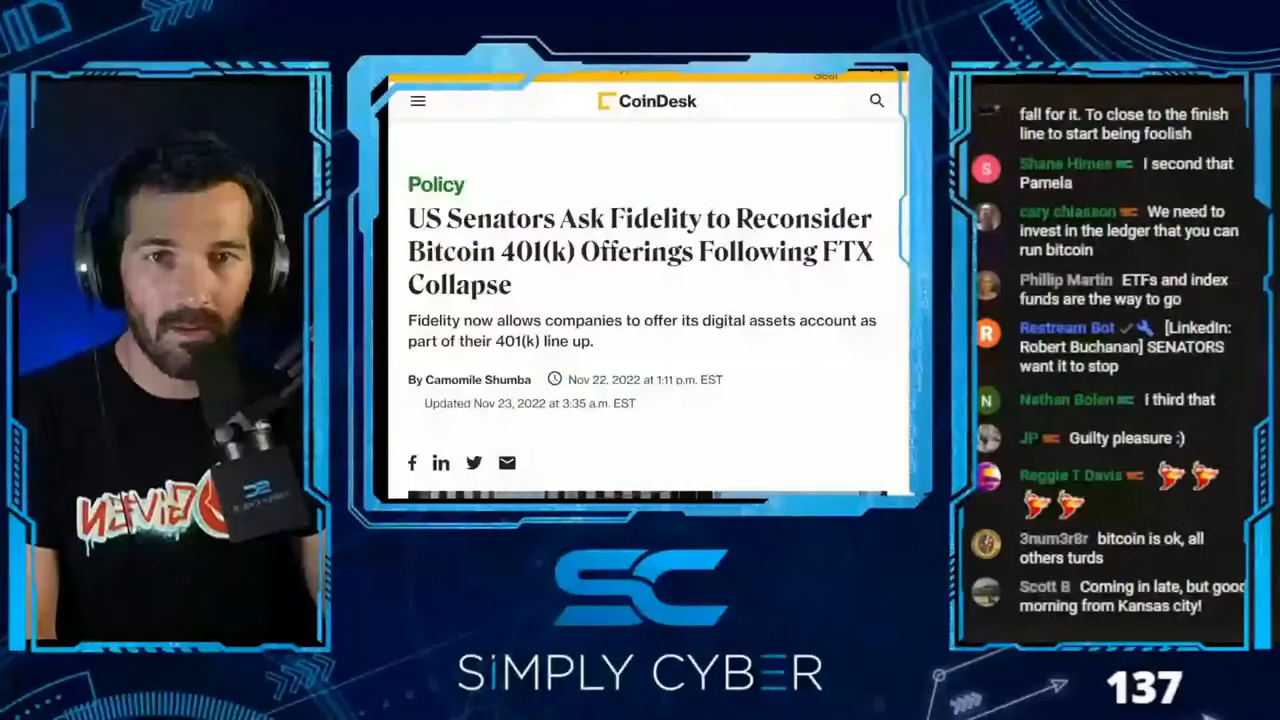 CoinDesk
Policy
US Senators Ask Fidelity to Reconsider
Bitcoin 401(k) Offerings Following FTX
Collapse
Fidelity now allows companies to offer its digital assets account as
part of their 401(k) line up.
By Camomile Shumba
Nov 22, 2022 at 1:11 p.m. EST
Updated Nov 23, 2022 at 3:35 a.m. EST
fall for it. To close to the finish
line to start being foolish
Shane Himes I second that
Pamela
cary chiasson We need to
invest in the ledger that you can
run bitcoin
Phillip Martin ETFs and index
funds are the way to go
Restream Bot [LinkedIn:
Robert Buchanan] SENATORS
want it to stop
Nathan Bolen i third that
JP Guilty pleasure :)
Reggie T Davis
3num3r8r bitcoin is ok, all
others turds
Scott B Coming in late, but good
morning from Kansas city!
SC
SiMPLY CYBER
137